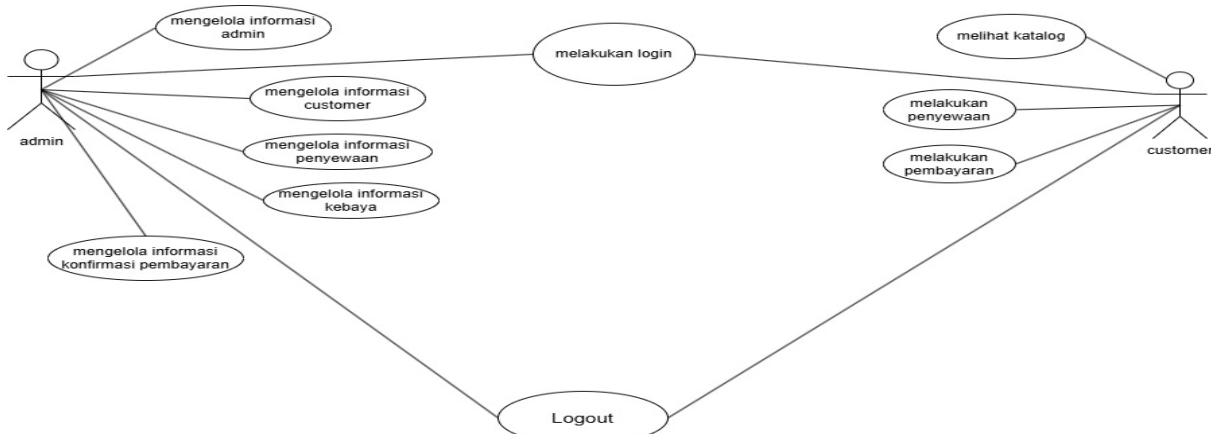 mengelola informasi
admin
melakukan login
melihat katalog
mengelola informasi
customer
melakukan
penyewaan
admin
mengelola informasi
penyewaan
customer
melakukan
pembayaran
mengelola informasi
kebaya
mengelola informasi
konfirmasi pembayaran
Logout